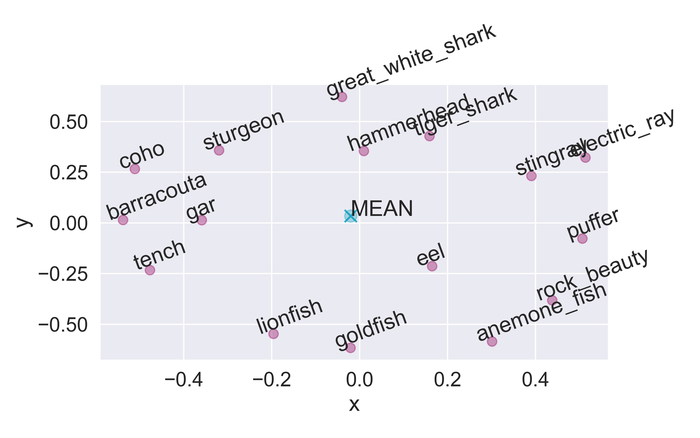 great_white_shark
hammerhead
tiger_shark
sturgeon
coho
stingray
electric_ray
barracouta
gar
MEAN
puffer
tench
eel
rock_beauty
anemone_fish
lionfish
goldfish
0.50
0.25
0.00
−0.25
−0.50
y
−0.4
−0.2
0.0
0.2
0.4
x